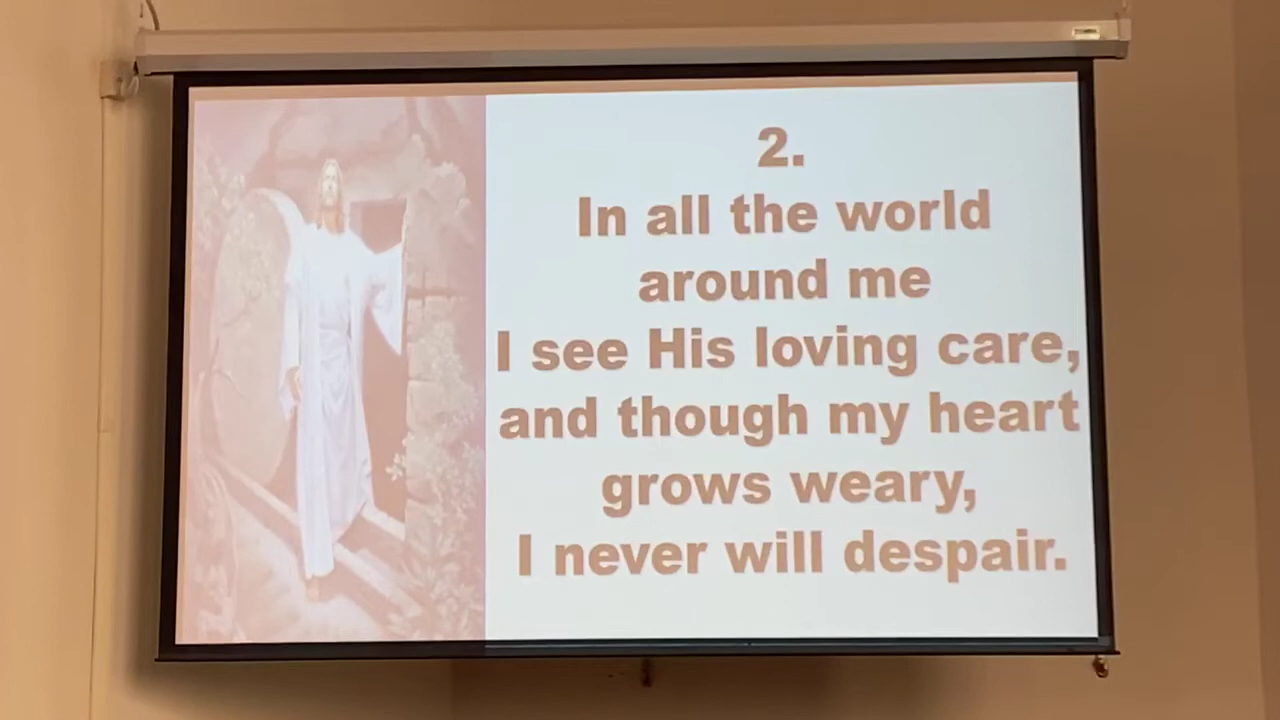 2.
In all the world
around me
I see His loving care,
and though my heart
grows weary,
I never will despair.